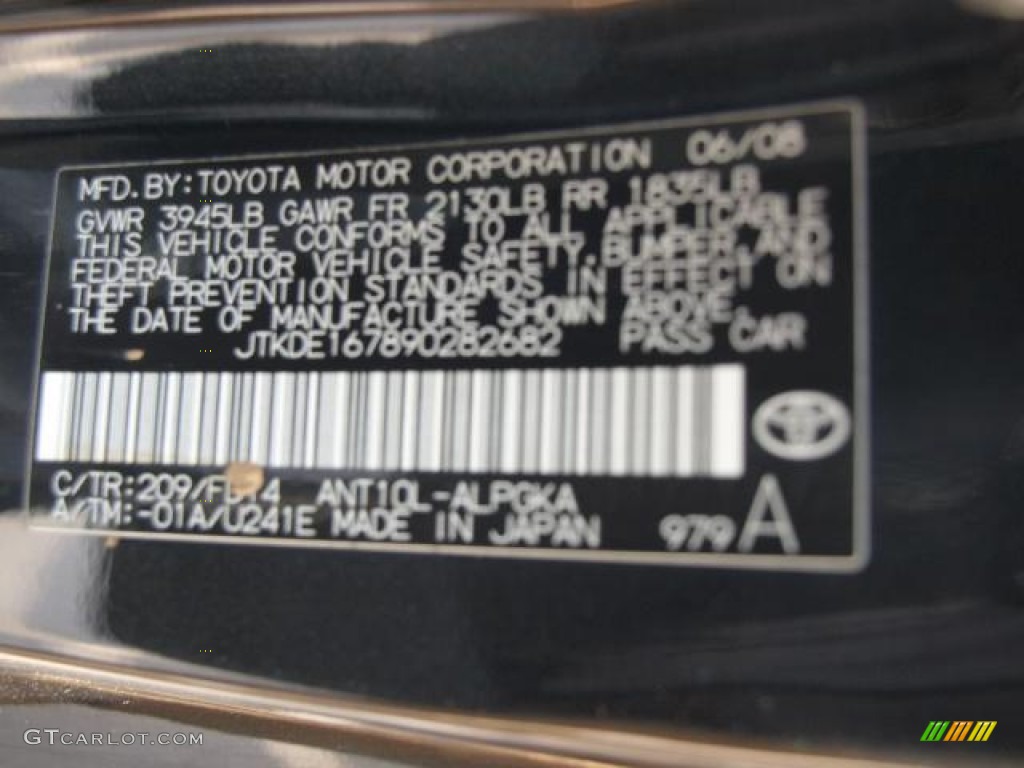 MFD.BY:TOYOTA MOTOR CORPORATION 06/08
GVWR 3945LB GAWR FR 2130LB RR 1835LB
THIS VEHICLE CONFORMS TO ALL APPLICABLE
FEDERAL MOTOR VEHICLE SAFETY,BUMPER,AND
THEFT PREVENTION STANDARDS IN EFFECT ON
THE DATE OF MANUFACTURE SHOWN ABOVE.
JTKDE167890282682 PASS CAR
C/TR:209/FD14 ANT10L-ALPGKA
A/TM:-01A/U241E MADE IN JAPAN 979 A
GTCARLOT.COM